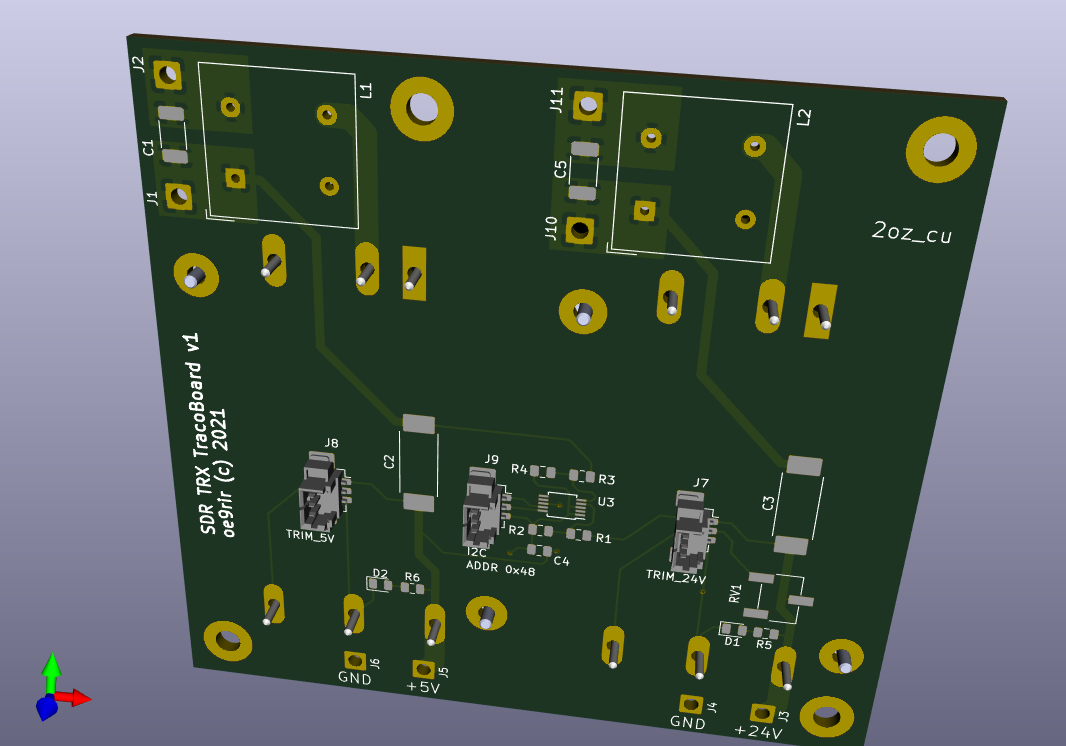 J2
L1
C1
J1
J11
L2
C5
J10
2oz_cu
SDR TRX TracoBoard v1
oe9rir (c) 2021
J8
C2
TRIM_5V
J9
R4
R3
U3
R2
R1
I2C
C4
ADDR 0x48
J7
C3
TRIM_24V
RV1
D2
R6
D1
R5
J6
GND
J5
+5V
J4
GND
J3
+24V